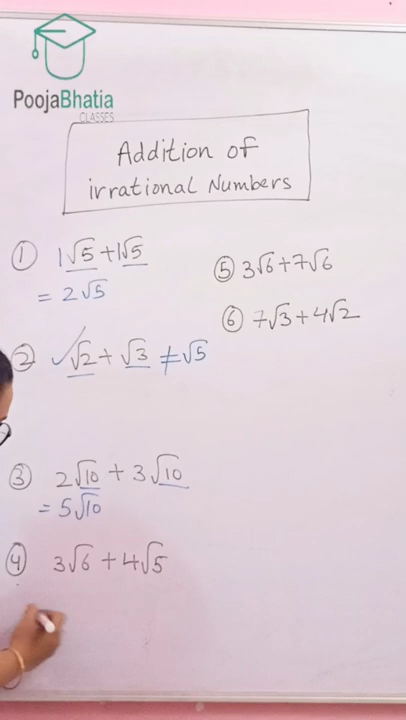 PoojaBhatia
CLASSES
Addition of
irrational Numbers
① 1√5 + 1√5
= 2√5
② √2 + √3 ≠ √5
③ 2√10 + 3√10
= 5√10
④ 3√6 + 4√5
⑤ 3√6 + 7√6
⑥ 7√3 + 4√2